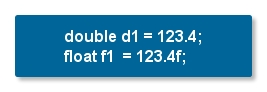 double d1 = 123.4;
float f1 = 123.4f;